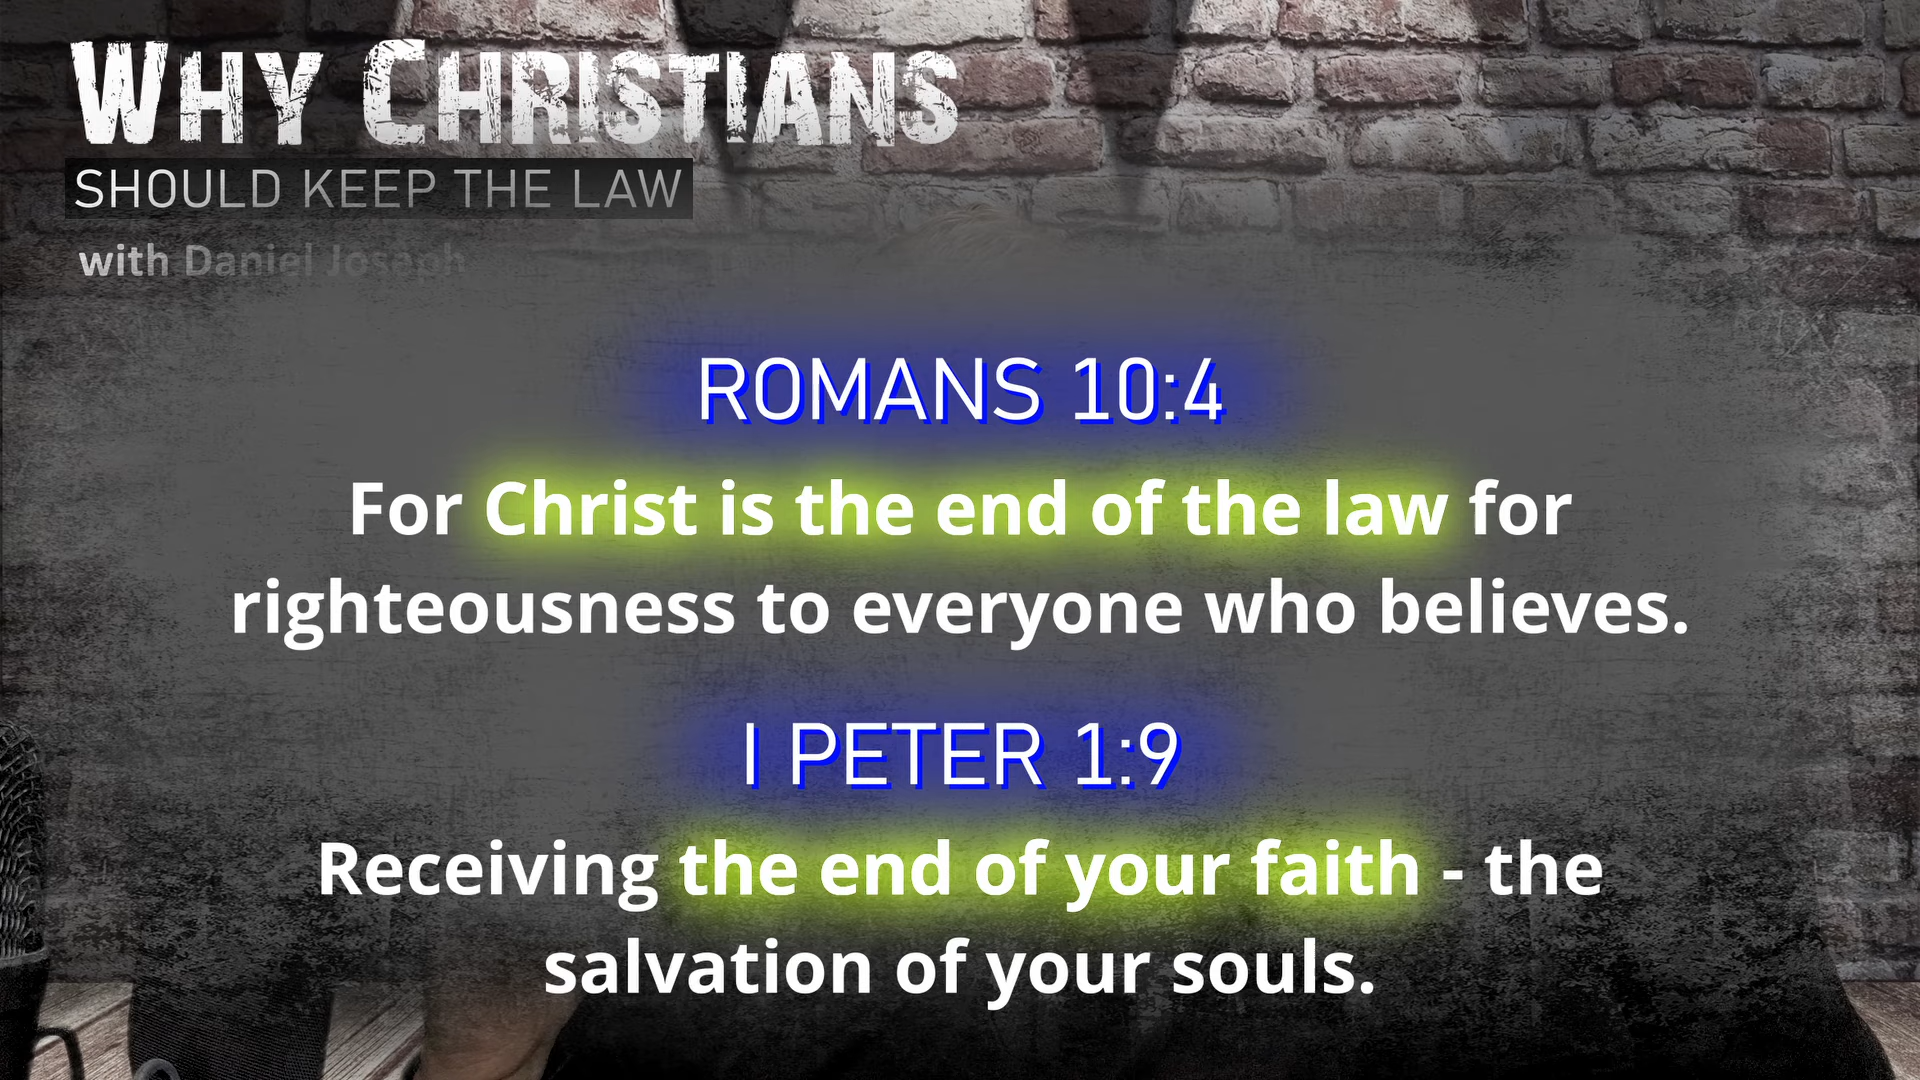 WHY CHRISTIANS
SHOULD KEEP THE LAW
with Daniel Joseph
ROMANS 10:4
For Christ is the end of the law for
righteousness to everyone who believes.
I PETER 1:9
Receiving the end of your faith - the
salvation of your souls.